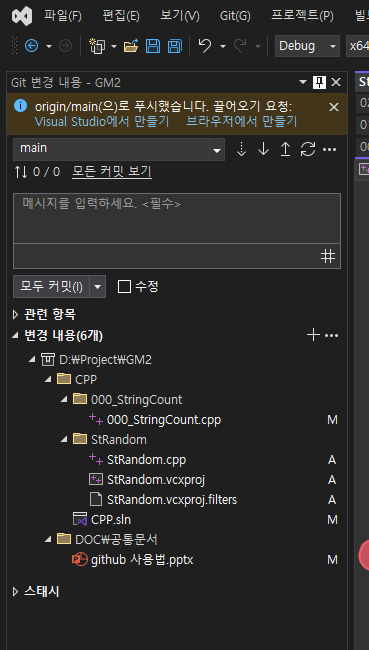 파일(F) 편집(E) 보기(V) Git(G) 프로젝트(P) 빌
Debug x64
Git 변경 내용 - GM2
origin/main(으)로 푸시했습니다. 끌어오기 요청:
Visual Studio에서 만들기 브라우저에서 만들기
main
0 / 0 모든 커밋 보기
메시지를 입력하세요. <필수>
모두 커밋(I) 수정
관련 항목
변경 내용(6개)
D:₩Project₩GM2
CPP
000_StringCount
000_StringCount.cpp M
StRandom
StRandom.cpp A
StRandom.vcxproj A
StRandom.vcxproj.filters A
CPP.sln M
DOC₩공통문서
github 사용법.pptx M
스태시